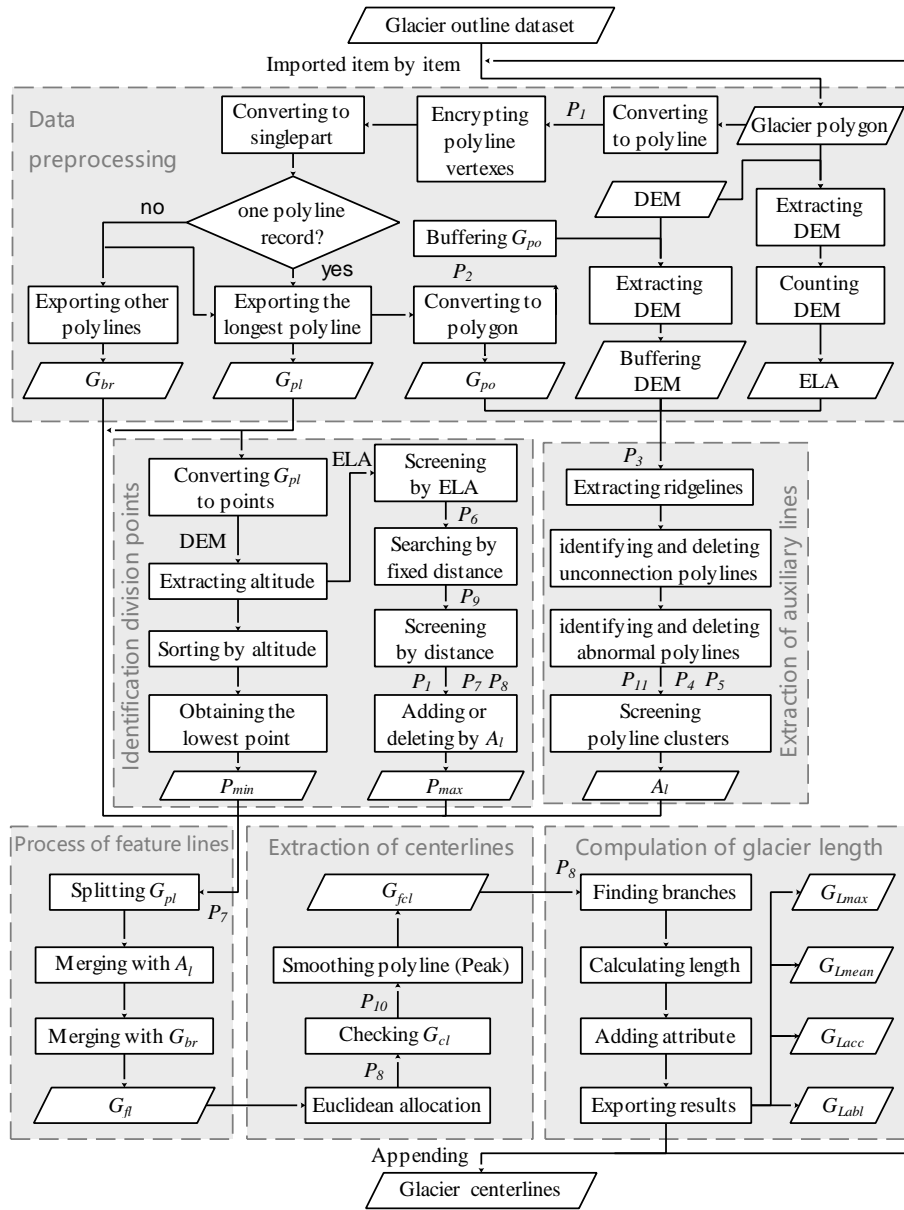 Glacier outline dataset
Imported item by item
Data
preprocessing
Converting to
singlepart
Encrypting
polyline
vertexes
P1
Converting
to polyline
Glacier polygon
no
one polyline
record?
yes
DEM
Extracting
DEM
Buffering Gpo
P2
Exporting other
polylines
Exporting the
longest polyline
Converting to
polygon
Extracting
DEM
Counting
DEM
Gbr
Gpl
Gpo
Buffering
DEM
ELA
Identification division points
Converting Gpl
to points
DEM
Extracting altitude
Sorting by altitude
Obtaining the
lowest point
Pmin
ELA
Screening
by ELA
P6
Searching by
fixed distance
P9
Screening
by distance
P1 P7 P8
Adding or
deleting by Al
Pmax
P3
Extracting ridgelines
identifying and deleting
unconnection polylines
identifying and deleting
abnormal polylines
P11 P4 P5
Screening
polyline clusters
Al
Extraction of auxiliary lines
Process of feature lines
Splitting Gpl
P7
Merging with Al
Merging with Gbr
Gfl
Extraction of centerlines
Gfcl
Smoothing polyline (Peak)
P10
Checking Gcl
P8
Euclidean allocation
Compulation of glacier length
P8
Finding branches
Calculating length
Adding attribute
Exporting results
GLmax
GLmean
GLacc
GLabl
Appending
Glacier centerlines